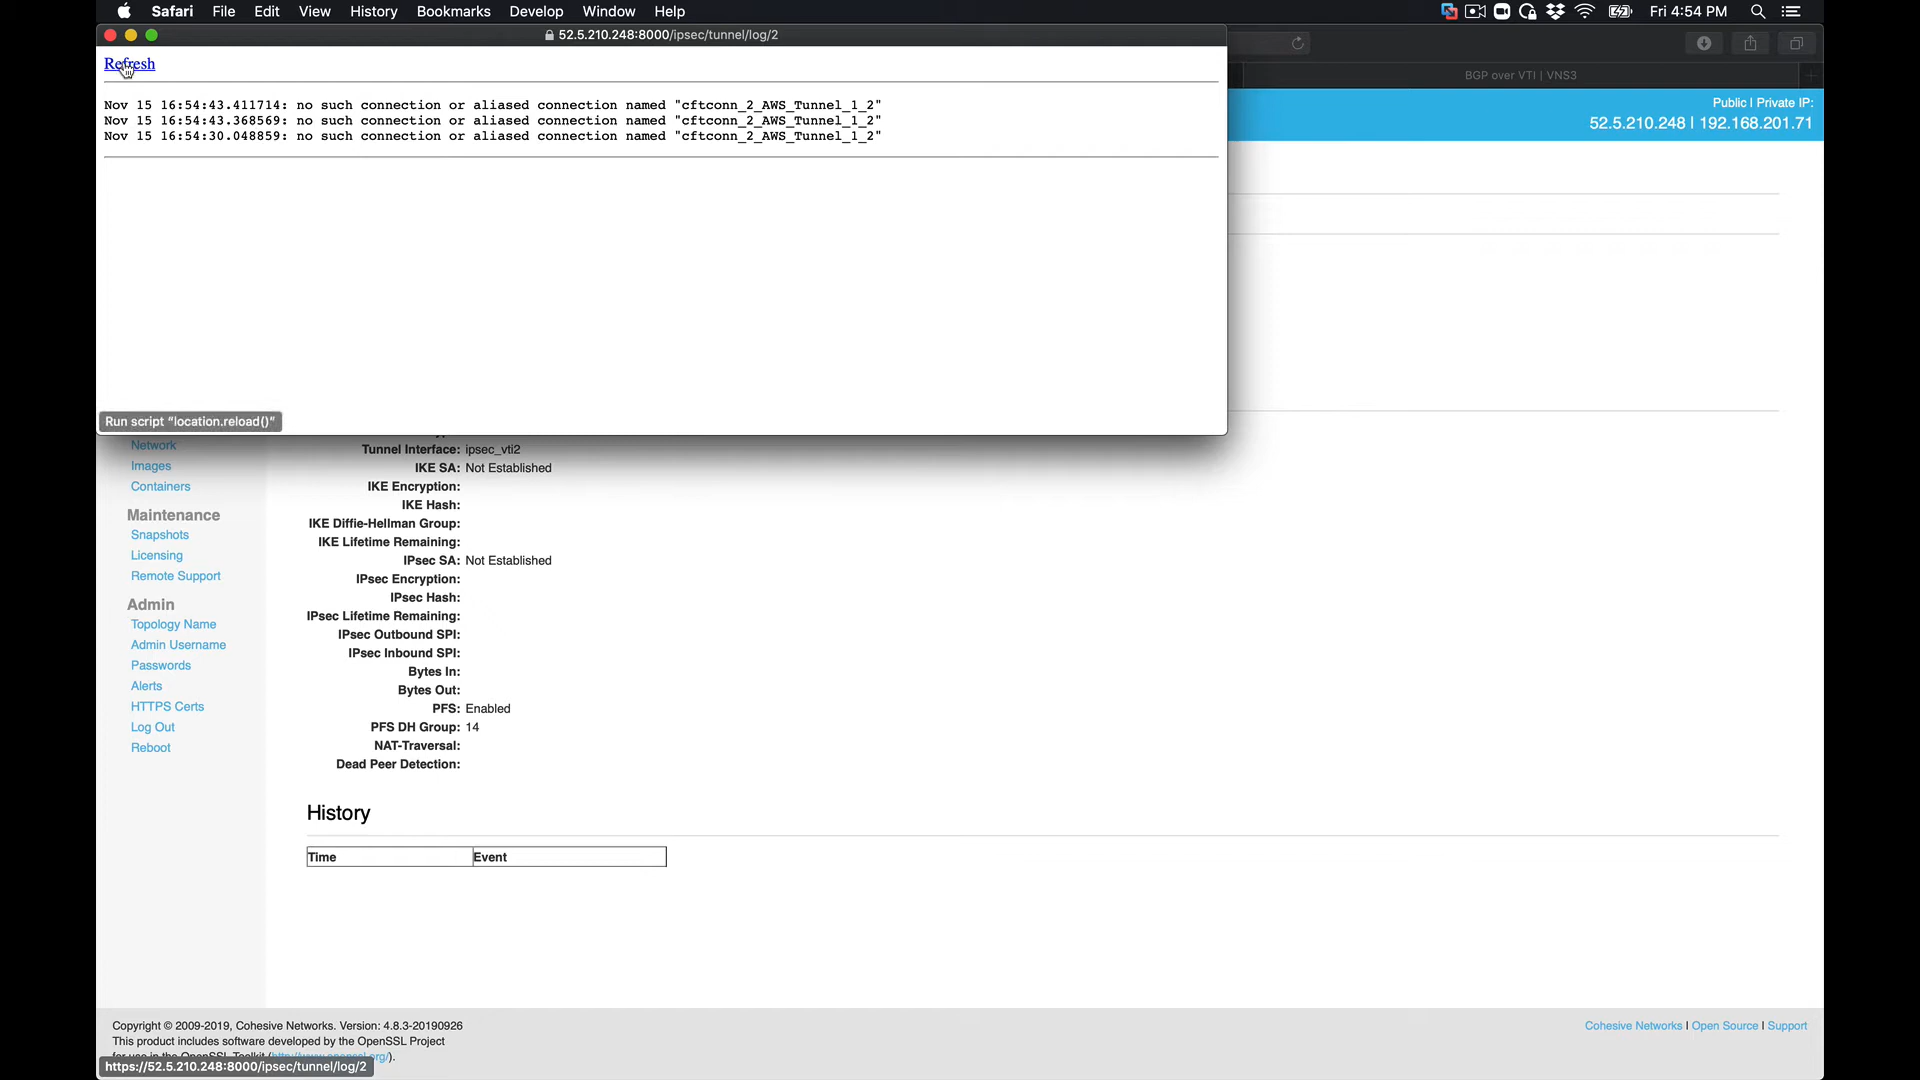 Safari File Edit View History Bookmarks Develop Window Help Fri 4:54 PM
52.5.210.248:8000/ipsec/tunnel/log/2
Refresh
BGP over VTI | VNS3
Public | Private IP:
52.5.210.248 | 192.168.201.71
Nov 15 16:54:43.411714: no such connection or aliased connection named "cftconn_2_AWS_Tunnel_1_2"
Nov 15 16:54:43.368569: no such connection or aliased connection named "cftconn_2_AWS_Tunnel_1_2"
Nov 15 16:54:30.048859: no such connection or aliased connection named "cftconn_2_AWS_Tunnel_1_2"
Run script "location.reload()"
Network
Images
Containers
Maintenance
Snapshots
Licensing
Remote Support
Admin
Topology Name
Admin Username
Passwords
Alerts
HTTPS Certs
Log Out
Reboot
Tunnel Interface: ipsec_vti2
IKE SA: Not Established
IKE Encryption:
IKE Hash:
IKE Diffie-Hellman Group:
IKE Lifetime Remaining:
IPsec SA: Not Established
IPsec Encryption:
IPsec Hash:
IPsec Lifetime Remaining:
IPsec Outbound SPI:
IPsec Inbound SPI:
Bytes In:
Bytes Out:
PFS: Enabled
PFS DH Group: 14
NAT-Traversal:
Dead Peer Detection:
History
Time Event
Copyright © 2009-2019, Cohesive Networks. Version: 4.8.3-20190926
This product includes software developed by the OpenSSL Project
for use in the OpenSSL Toolkit (http://www.openssl.org/).
Cohesive Networks | Open Source | Support
https://52.5.210.248:8000/ipsec/tunnel/log/2